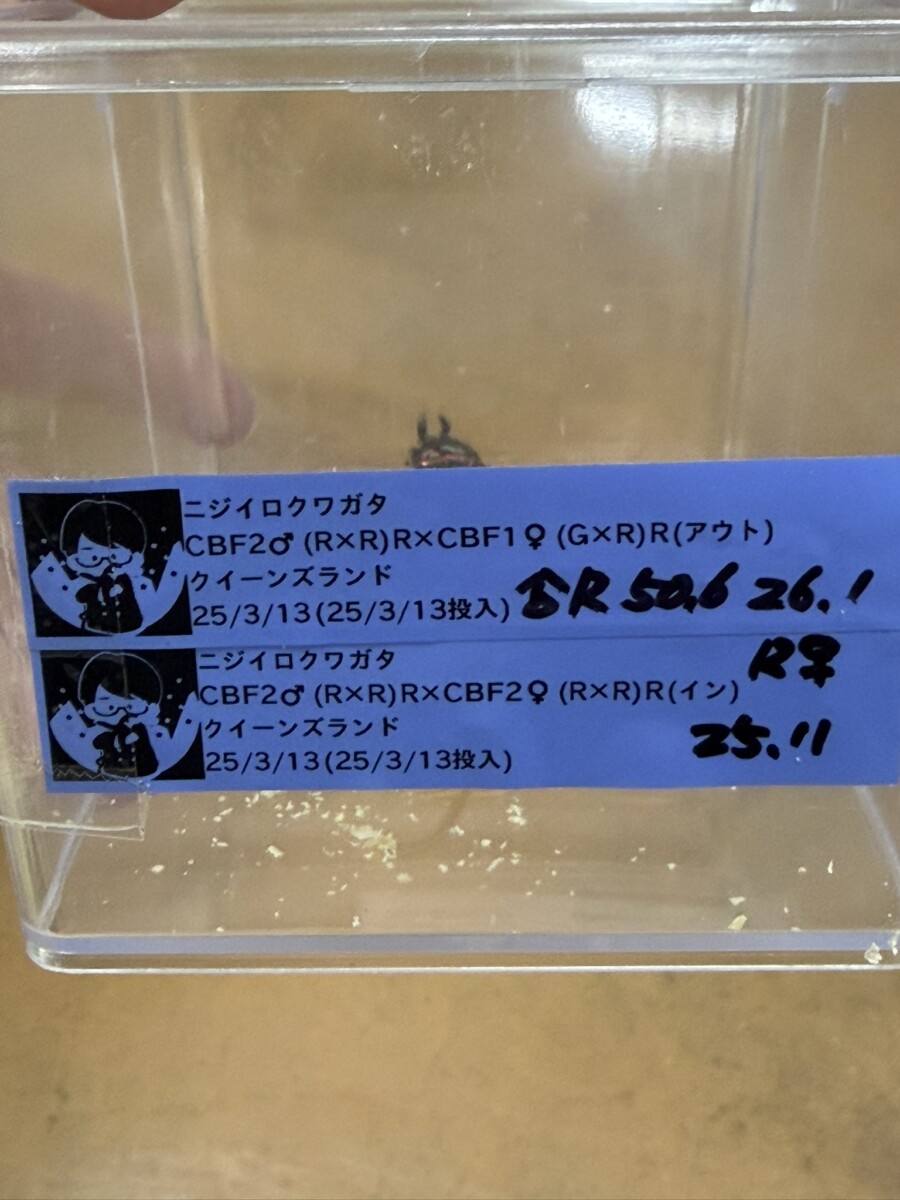 ニジイロクワガタ
CBF2♂ (R×R)R×CBF1♀ (G×R)R(アウト)
クイーンズランド
25/3/13(25/3/13投入)
R 50.6 26.1
ニジイロクワガタ
R♀
CBF2♂ (R×R)R×CBF2♀ (R×R)R(イン)
クイーンズランド
25.11
25/3/13(25/3/13投入)